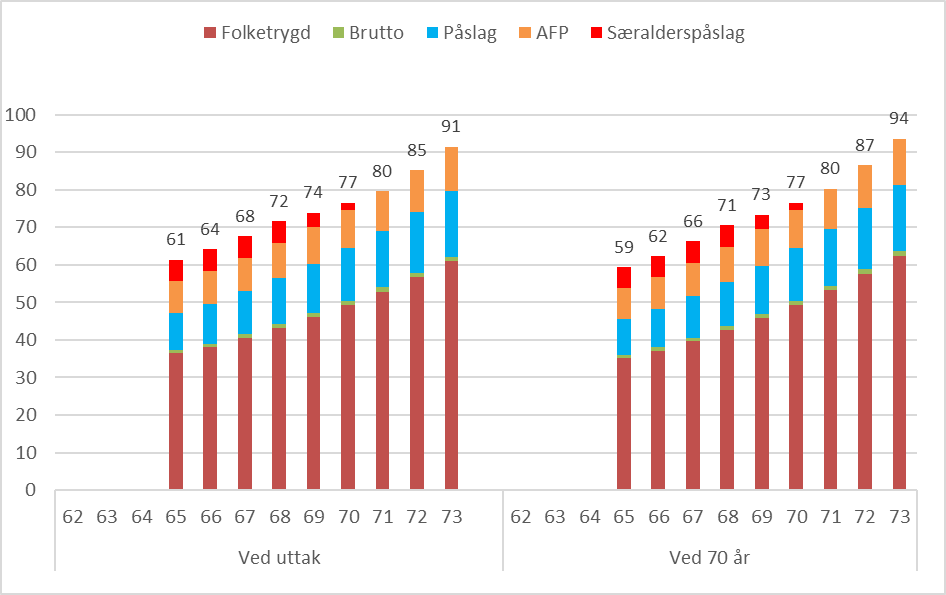 Folketrygd Brutto Påslag AFP Særalderspåslag
100
90
80
70
60
50
40
30
20
10
0
61 64 68 72 74 77 80 85 91
59 62 66 71 73 77 80 87 94
62 63 64 65 66 67 68 69 70 71 72 73 62 63 64 65 66 67 68 69 70 71 72 73
Ved uttak Ved 70 år